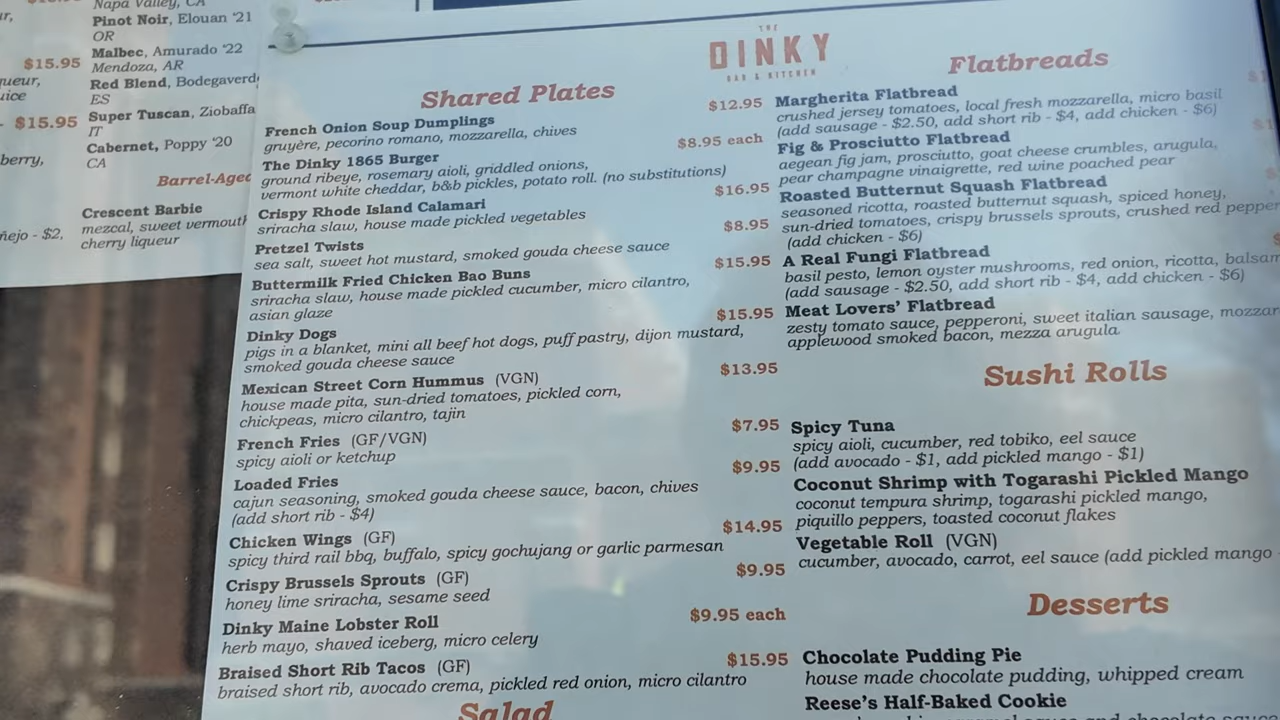 Napa Valley, CA
Pinot Noir, Elouan '21
OR
Malbec, Amurado '22
$15.95
Mendoza, AR
Red Blend, Bodegaverd
ES
Super Tuscan, Ziobaffa
$15.95
IT
Cabernet, Poppy '20
CA
berry,
Barrel-Aged
Crescent Barbie
mezcal, sweet vermouth
- $2,
cherry liqueur
THE
DINKY
BAR & KITCHEN
Shared Plates
French Onion Soup Dumplings $12.95
gruyère, pecorino romano, mozzarella, chives
The Dinky 1865 Burger $8.95 each
ground ribeye, rosemary aioli, griddled onions,
vermont white cheddar, b&b pickles, potato roll. (no substitutions)
Crispy Rhode Island Calamari $16.95
sriracha slaw, house made pickled vegetables
Pretzel Twists $8.95
sea salt, sweet hot mustard, smoked gouda cheese sauce
Buttermilk Fried Chicken Bao Buns $15.95
sriracha slaw, house made pickled cucumber, micro cilantro,
asian glaze
Dinky Dogs $15.95
pigs in a blanket, mini all beef hot dogs, puff pastry, dijon mustard,
smoked gouda cheese sauce
Mexican Street Corn Hummus (VGN) $13.95
house made pita, sun-dried tomatoes, pickled corn,
chickpeas, micro cilantro, tajin
French Fries (GF/VGN) $7.95
spicy aioli or ketchup
Loaded Fries $9.95
cajun seasoning, smoked gouda cheese sauce, bacon, chives
(add short rib - $4)
Chicken Wings (GF) $14.95
spicy third rail bbq, buffalo, spicy gochujang or garlic parmesan
Crispy Brussels Sprouts (GF) $9.95
honey lime sriracha, sesame seed
Dinky Maine Lobster Roll $9.95 each
herb mayo, shaved iceberg, micro celery
Braised Short Rib Tacos (GF) $15.95
braised short rib, avocado crema, pickled red onion, micro cilantro
Salad
Flatbreads
Margherita Flatbread
crushed jersey tomatoes, local fresh mozzarella, micro basil
(add sausage - $2.50, add short rib - $4, add chicken - $6)
Fig & Prosciutto Flatbread
aegean fig jam, prosciutto, goat cheese crumbles, arugula,
pear champagne vinaigrette, red wine poached pear
Roasted Butternut Squash Flatbread
seasoned ricotta, roasted butternut squash, spiced honey,
sun-dried tomatoes, crispy brussels sprouts, crushed red pepper
(add chicken - $6)
A Real Fungi Flatbread
basil pesto, lemon oyster mushrooms, red onion, ricotta, balsam
(add sausage - $2.50, add short rib - $4, add chicken - $6)
Meat Lovers' Flatbread
zesty tomato sauce, pepperoni, sweet italian sausage, mozzar
applewood smoked bacon, mezza arugula
Sushi Rolls
Spicy Tuna
spicy aioli, cucumber, red tobiko, eel sauce
(add avocado - $1, add pickled mango - $1)
Coconut Shrimp with Togarashi Pickled Mango
coconut tempura shrimp, togarashi pickled mango,
piquillo peppers, toasted coconut flakes
Vegetable Roll (VGN)
cucumber, avocado, carrot, eel sauce (add pickled mango
Desserts
Chocolate Pudding Pie
house made chocolate pudding, whipped cream
Reese's Half-Baked Cookie